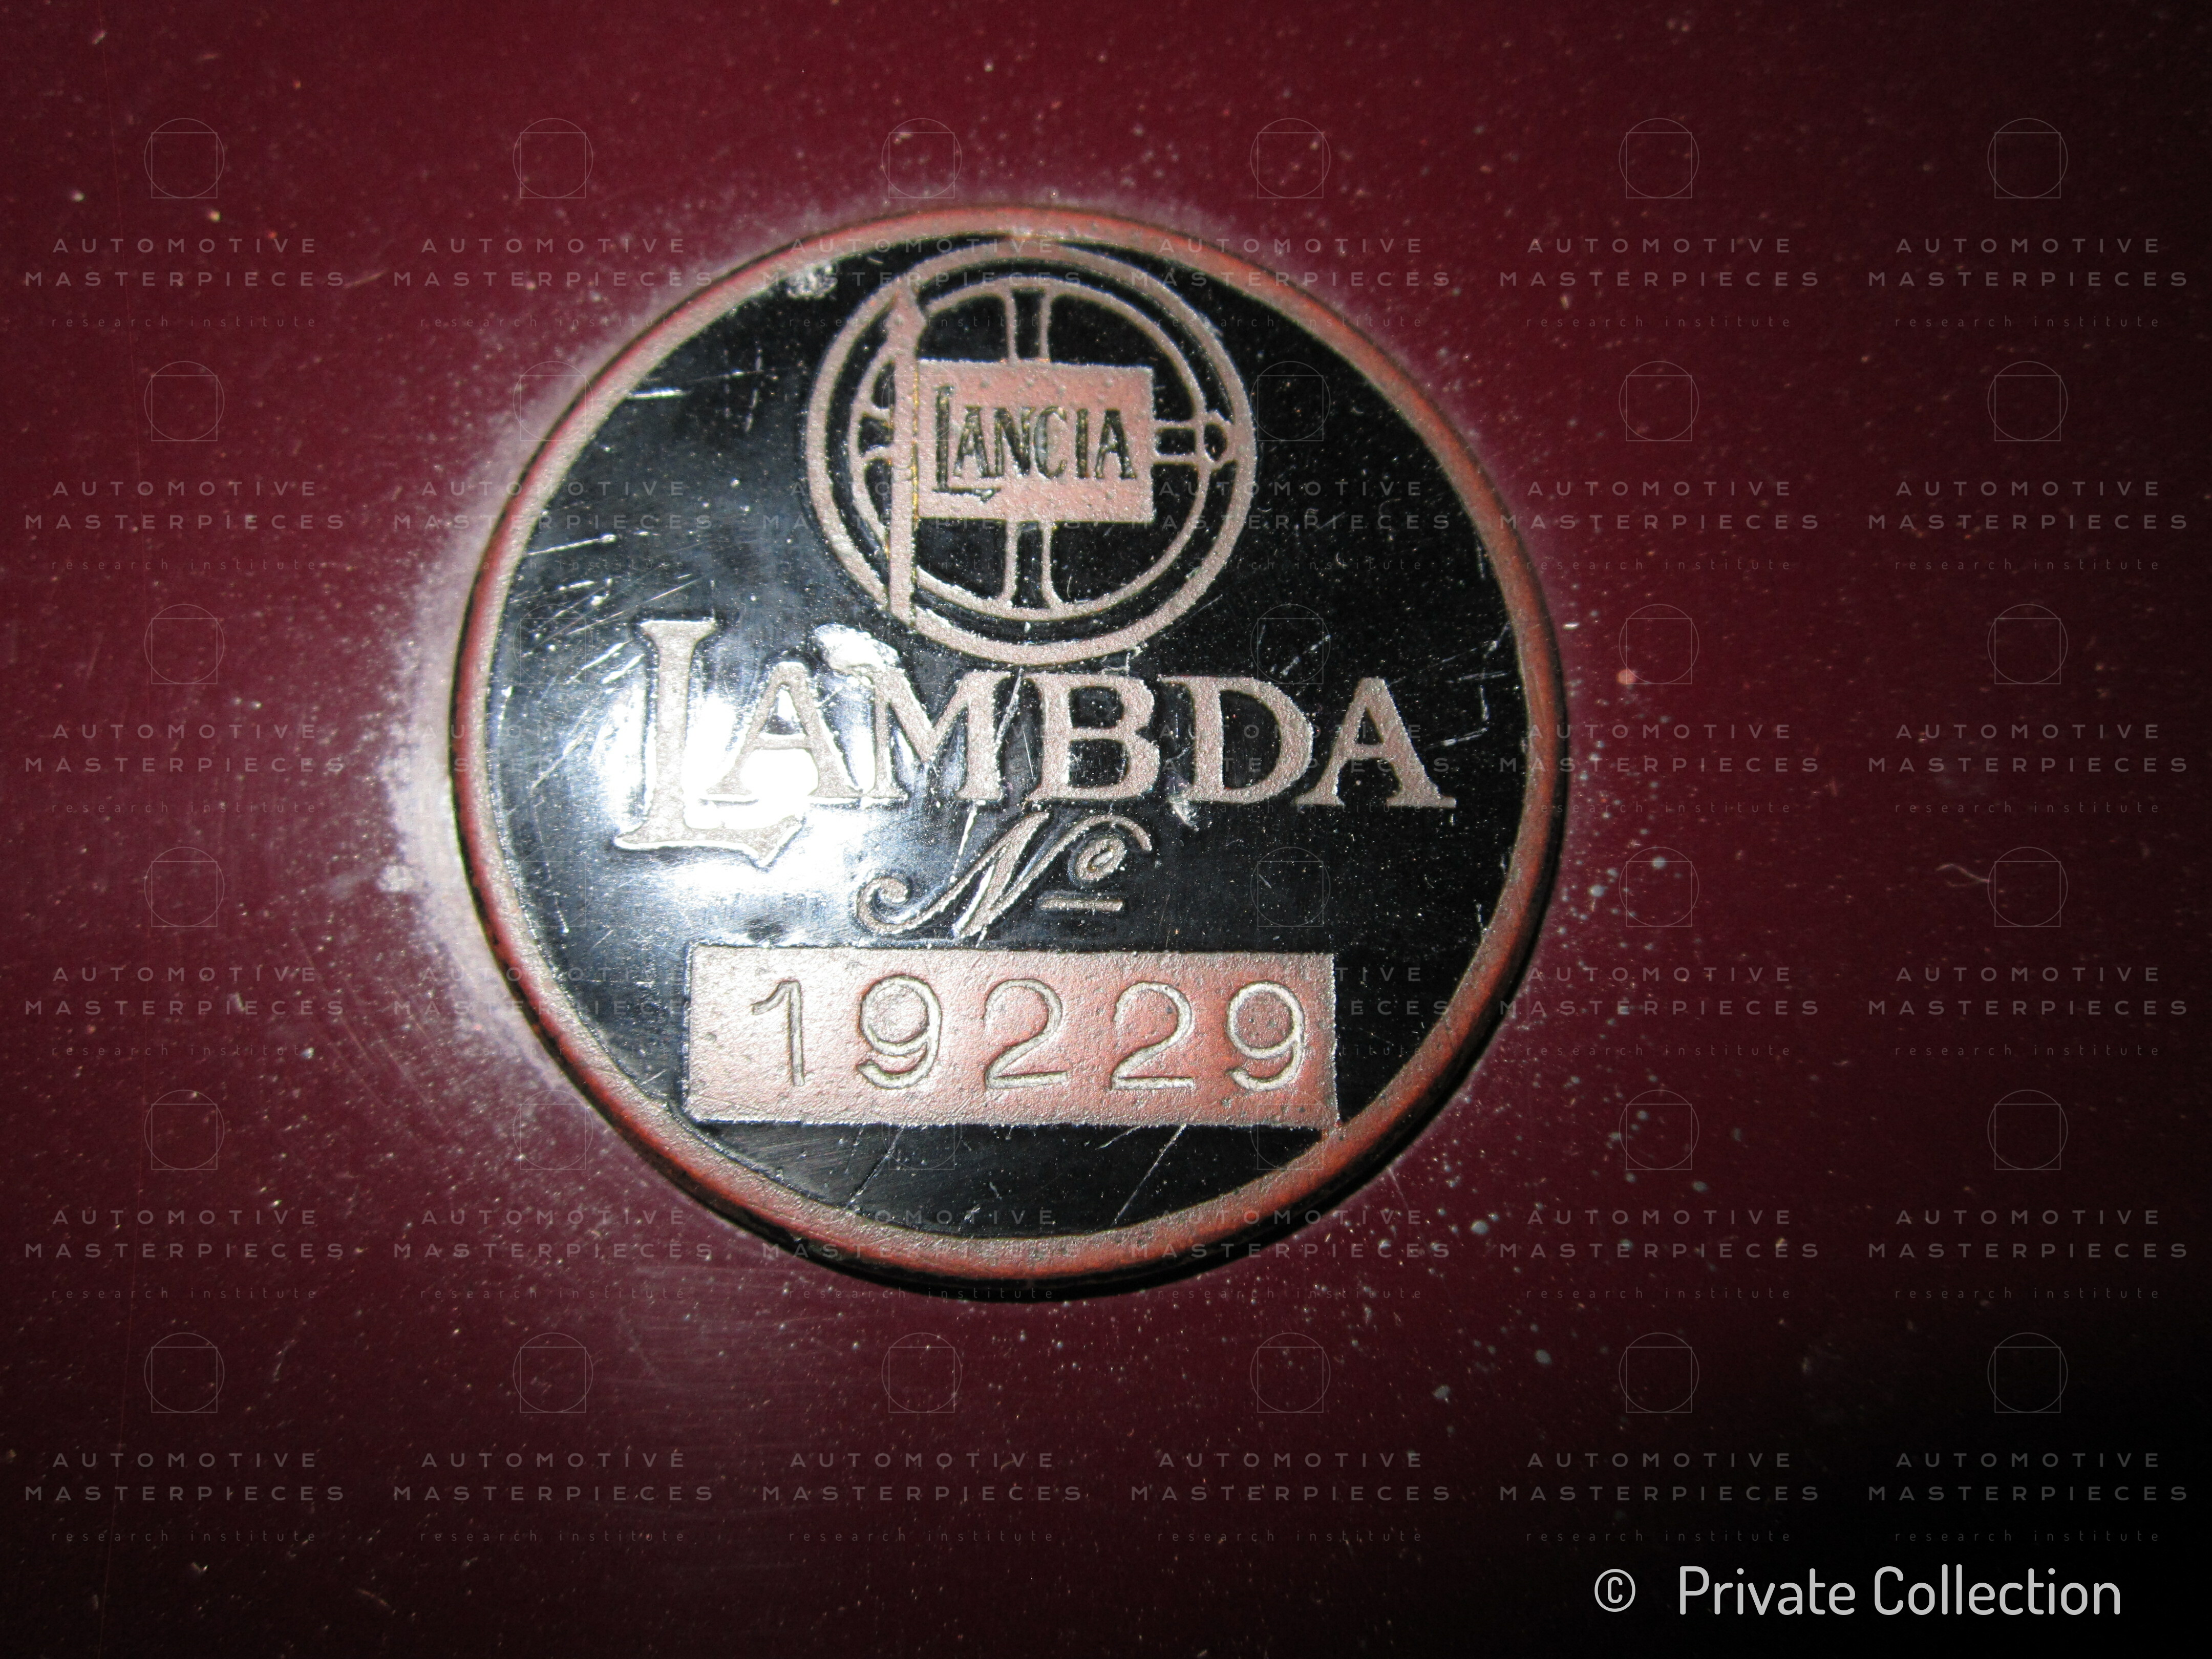 LANCIA
LAMBDA
Nº
19229
AUTOMOTIVE
MASTERPIECES
research institute
© Private Collection